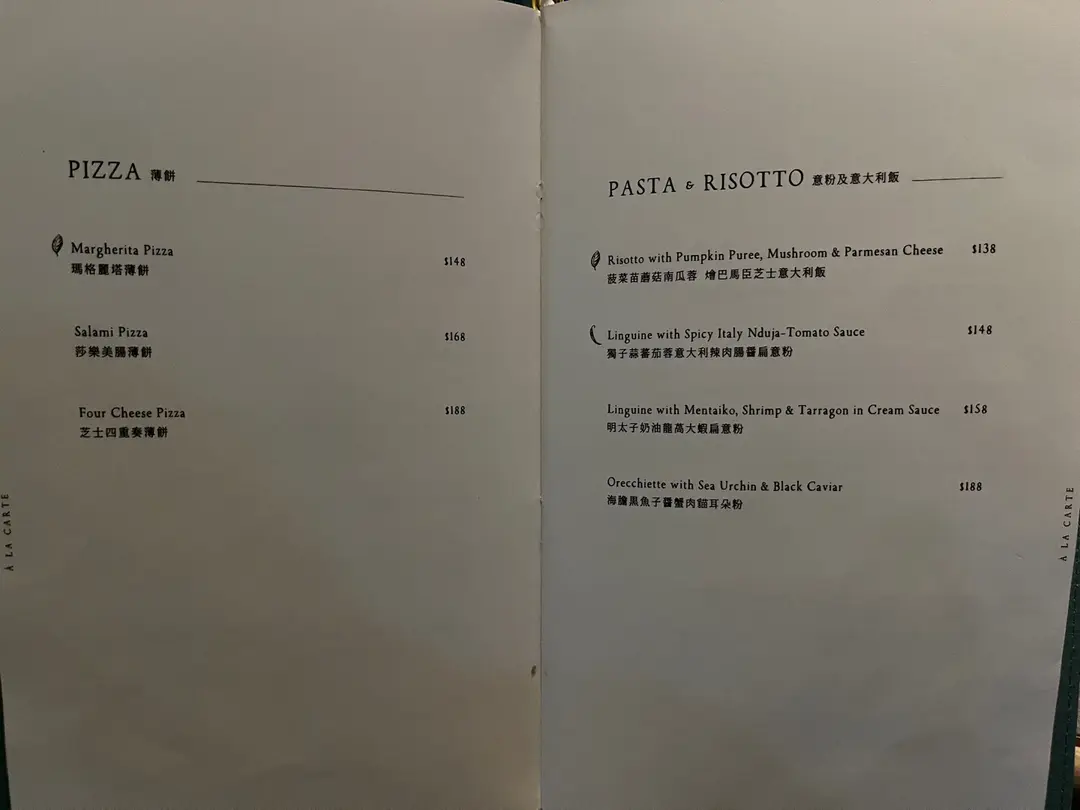 PIZZA 薄餅
Margherita Pizza $148
瑪格麗塔薄餅
Salami Pizza $168
莎樂美腸薄餅
Four Cheese Pizza $188
芝士四重奏薄餅
À LA CARTE
PASTA & RISOTTO 意粉及意大利飯
Risotto with Pumpkin Puree, Mushroom & Parmesan Cheese $138
菠菜苗蘑菇南瓜蓉 燴巴馬臣芝士意大利飯
Linguine with Spicy Italy Nduja-Tomato Sauce $148
獨子蒜蕃茄蓉意大利辣肉腸醬扁意粉
Linguine with Mentaiko, Shrimp & Tarragon in Cream Sauce $158
明太子奶油龍蒿大蝦扁意粉
Orecchiette with Sea Urchin & Black Caviar $188
海膽黑魚子醬蟹肉貓耳朵粉
À LA CARTE